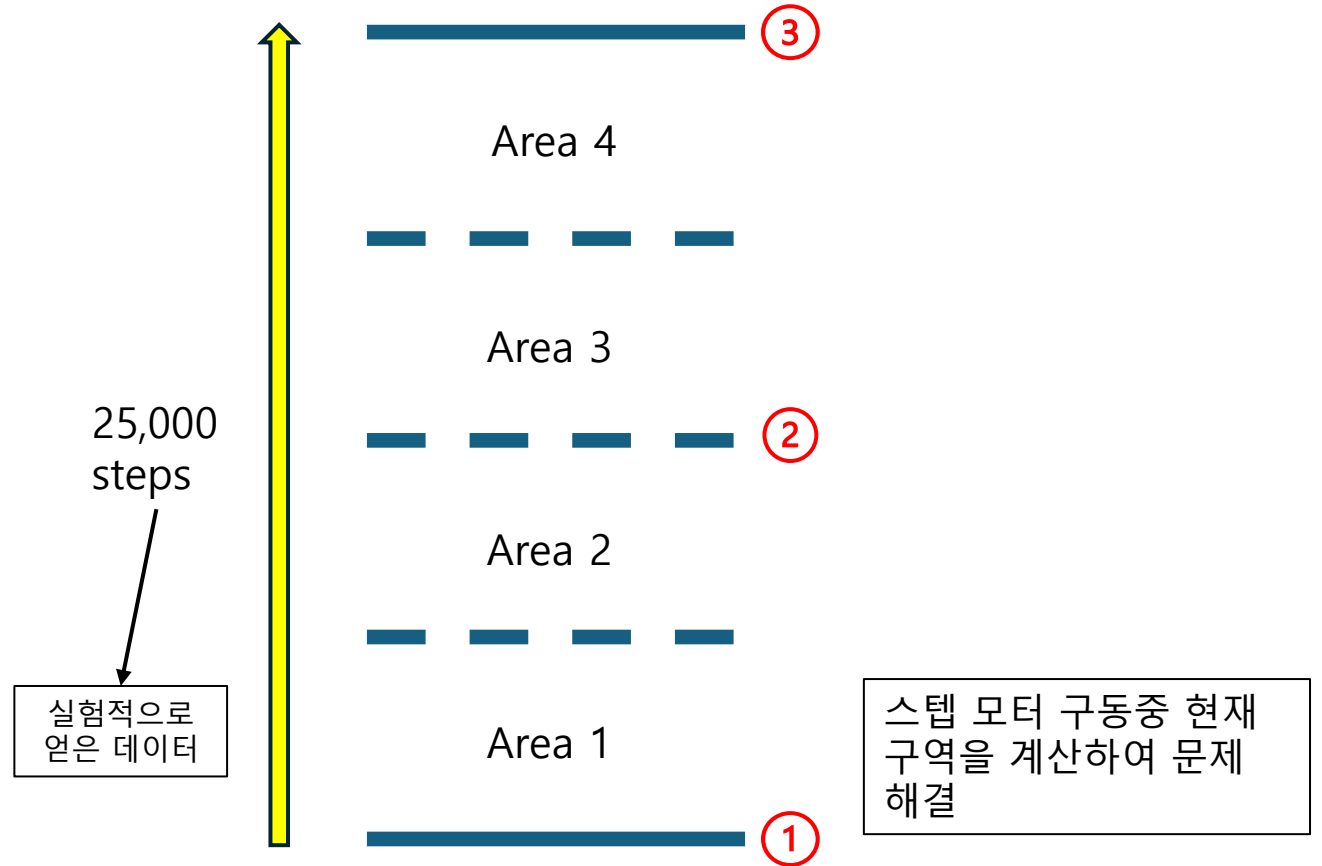 ③
Area 4
Area 3
25,000
steps
②
Area 2
실험적으로
얻은 데이터
Area 1
스텝 모터 구동중 현재
구역을 계산하여 문제
해결
①